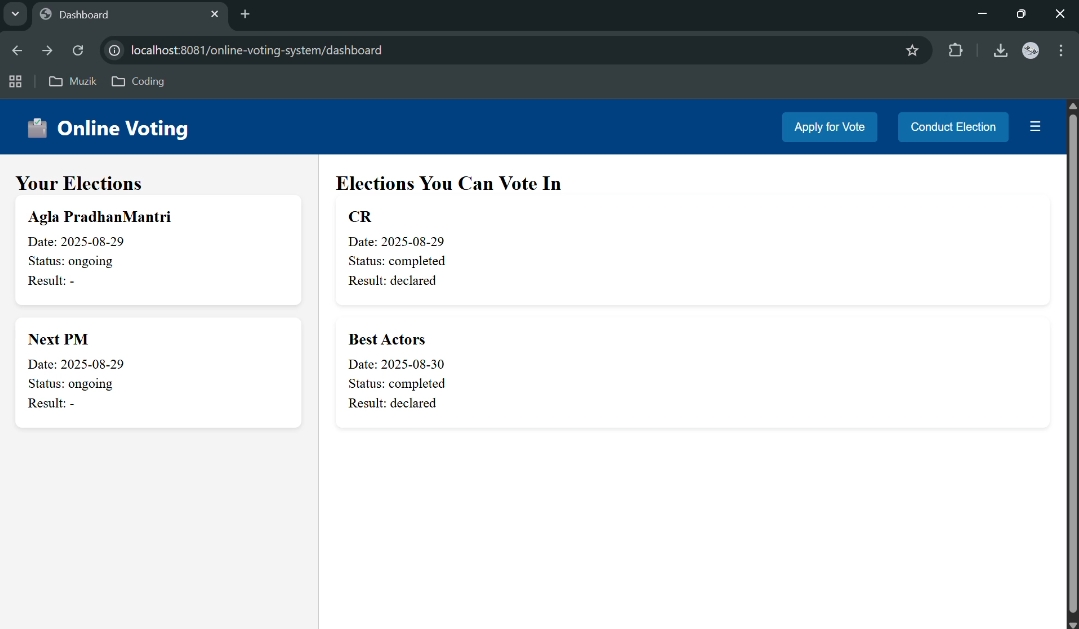 Dashboard
localhost:8081/online-voting-system/dashboard
Muzik
Coding
Online Voting
Apply for Vote
Conduct Election
Your Elections
Agla PradhanMantri
Date: 2025-08-29
Status: ongoing
Result: -
Next PM
Date: 2025-08-29
Status: ongoing
Result: -
Elections You Can Vote In
CR
Date: 2025-08-29
Status: completed
Result: declared
Best Actors
Date: 2025-08-30
Status: completed
Result: declared